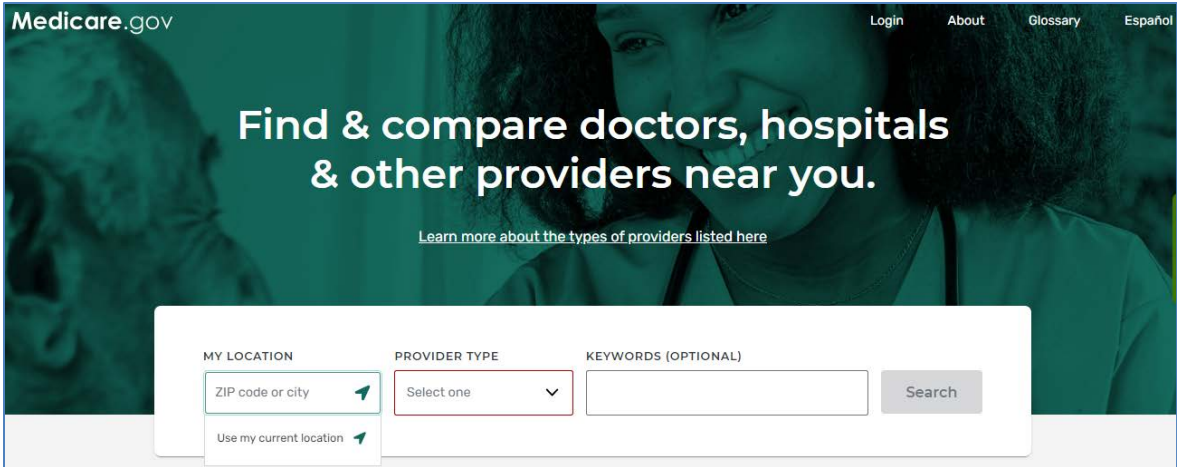 Medicare.gov
Login About Glossary Español
Find & compare doctors, hospitals
& other providers near you.
Learn more about the types of providers listed here
MY LOCATION PROVIDER TYPE KEYWORDS (OPTIONAL)
ZIP code or city Select one Search
Use my current location